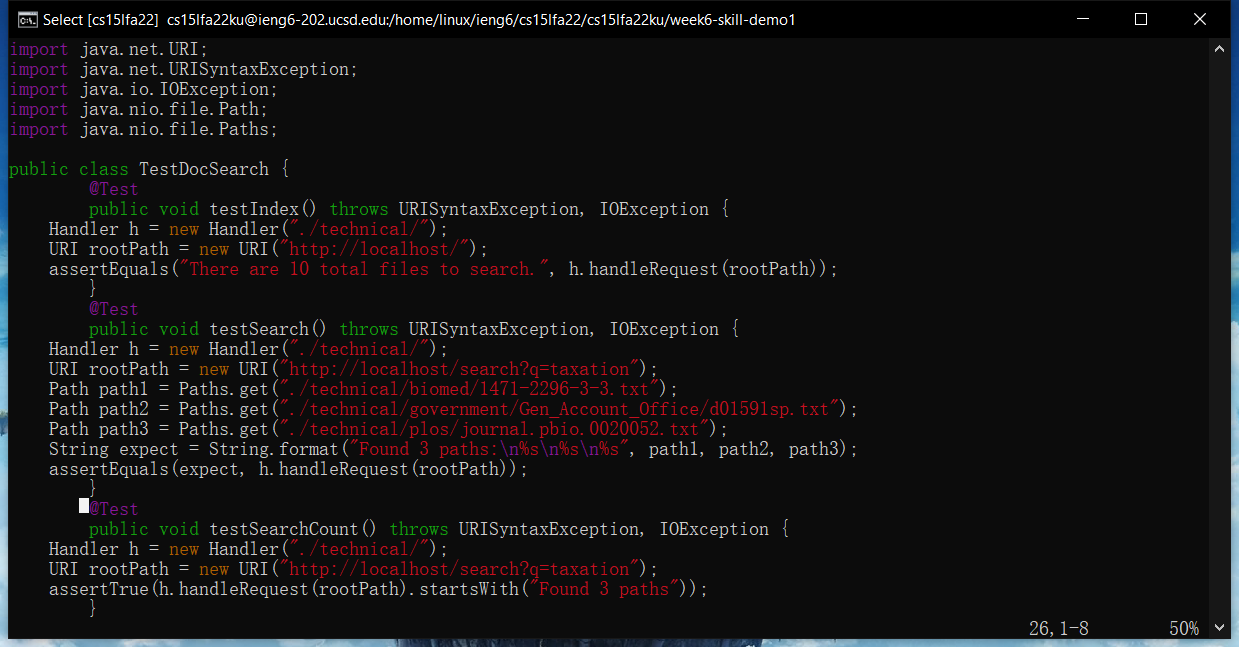 Select [cs15lfa22] cs15lfa22ku@ieng6-202.ucsd.edu:/home/linux/ieng6/cs15lfa22/cs15lfa22ku/week6-skill-demo1
import java.net.URI;
import java.net.URISyntaxException;
import java.io.IOException;
import java.nio.file.Path;
import java.nio.file.Paths;

public class TestDocSearch {
        @Test
        public void testIndex() throws URISyntaxException, IOException {
    Handler h = new Handler("./technical/");
    URI rootPath = new URI("http://localhost/");
    assertEquals("There are 10 total files to search.", h.handleRequest(rootPath));
        }
        @Test
        public void testSearch() throws URISyntaxException, IOException {
    Handler h = new Handler("./technical/");
    URI rootPath = new URI("http://localhost/search?q=taxation");
    Path path1 = Paths.get("./technical/biomed/1471-2296-3-3.txt");
    Path path2 = Paths.get("./technical/government/Gen_Account_Office/d01591sp.txt");
    Path path3 = Paths.get("./technical/plos/journal.pbio.0020052.txt");
    String expect = String.format("Found 3 paths:\n%s\n%s\n%s", path1, path2, path3);
    assertEquals(expect, h.handleRequest(rootPath));
        }
        @Test
        public void testSearchCount() throws URISyntaxException, IOException {
    Handler h = new Handler("./technical/");
    URI rootPath = new URI("http://localhost/search?q=taxation");
    assertTrue(h.handleRequest(rootPath).startsWith("Found 3 paths"));
        }
26,1-8 50%